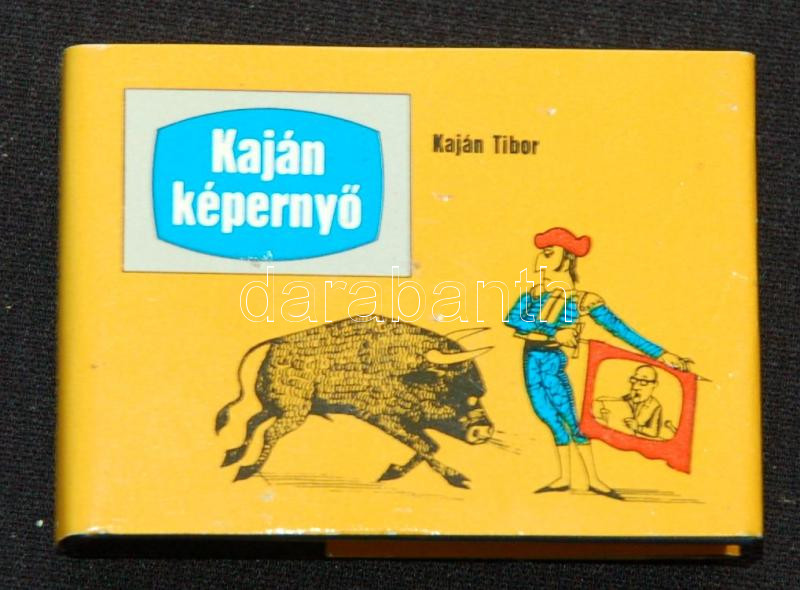 Kaján
képernyő
Kaján Tibor
darabanth